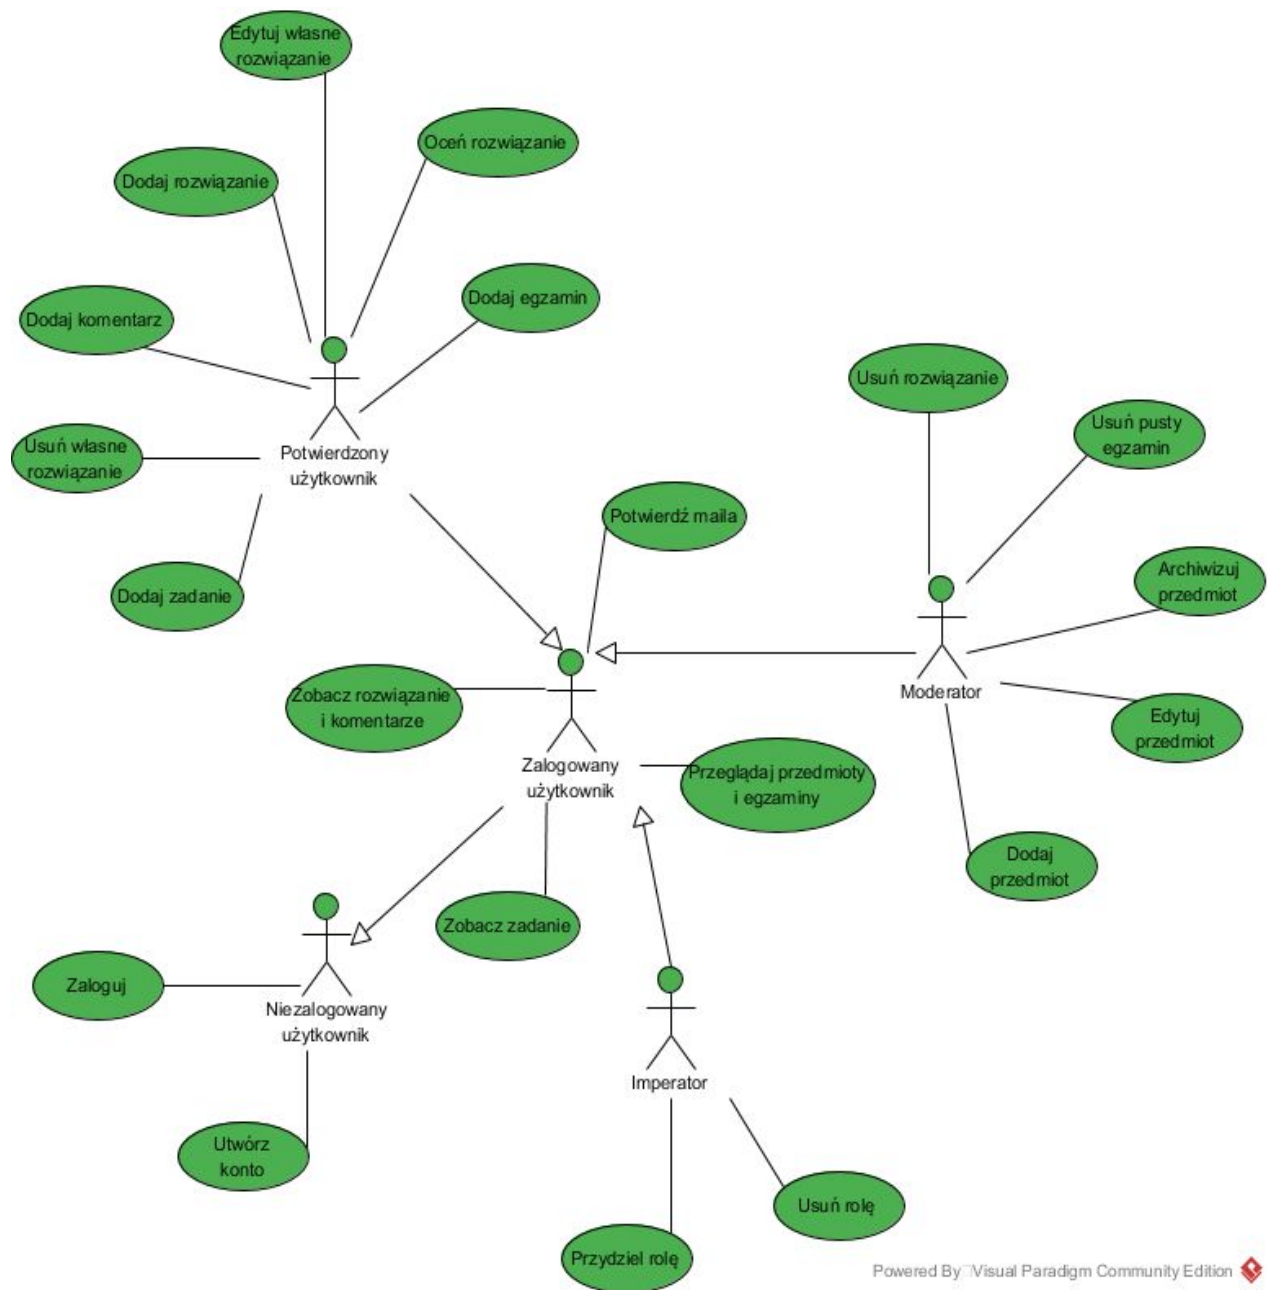 Edytuj własne
rozwiązanie
Oceń rozwiązanie
Dodaj rozwiązanie
Dodaj egzamin
Dodaj komentarz
Usuń rozwiązanie
Usuń pusty
egzamin
Usuń własne
rozwiązanie
Potwierdzony
użytkownik
Potwierdź maila
Archiwizuj
przedmiot
Dodaj zadanie
Moderator
Zobacz rozwiązanie
i komentarze
Edytuj
przedmiot
Zalogowany
użytkownik
Przeglądaj przedmioty
i egzaminy
Dodaj
przedmiot
Zobacz zadanie
Zaloguj
Niezalogowany
użytkownik
Imperator
Utwórz
konto
Usuń rolę
Przydziel rolę
Powered By Visual Paradigm Community Edition